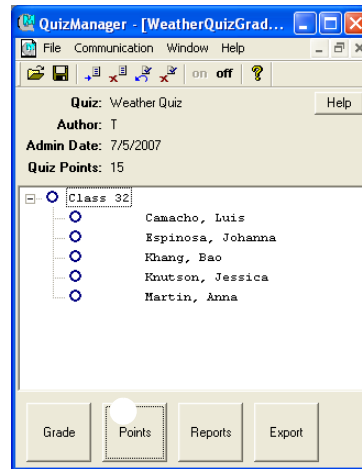 QuizManager - [WeatherQuizGrad...
File Communication Window Help
on off
Quiz: Weather Quiz Help
Author: T
Admin Date: 7/5/2007
Quiz Points: 15
Class 32
Camacho, Luis
Espinosa, Johanna
Khang, Bao
Knutson, Jessica
Martin, Anna
Grade Points Reports Export